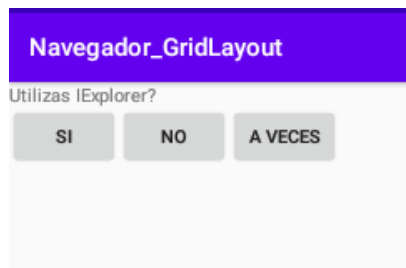 Navegador_GridLayout
Utilizas IExplorer?
SI NO A VECES